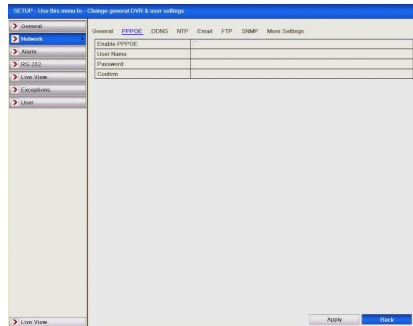 SETUP - Use this menu to - Change general DVR & user settings
General
Network
Alarm
RS-232
Live View
Exceptions
User
General PPPOE DDNS NTP Email FTP SNMP More Settings
Enable PPPOE
User Name
Password
Confirm
Live View
Apply Back